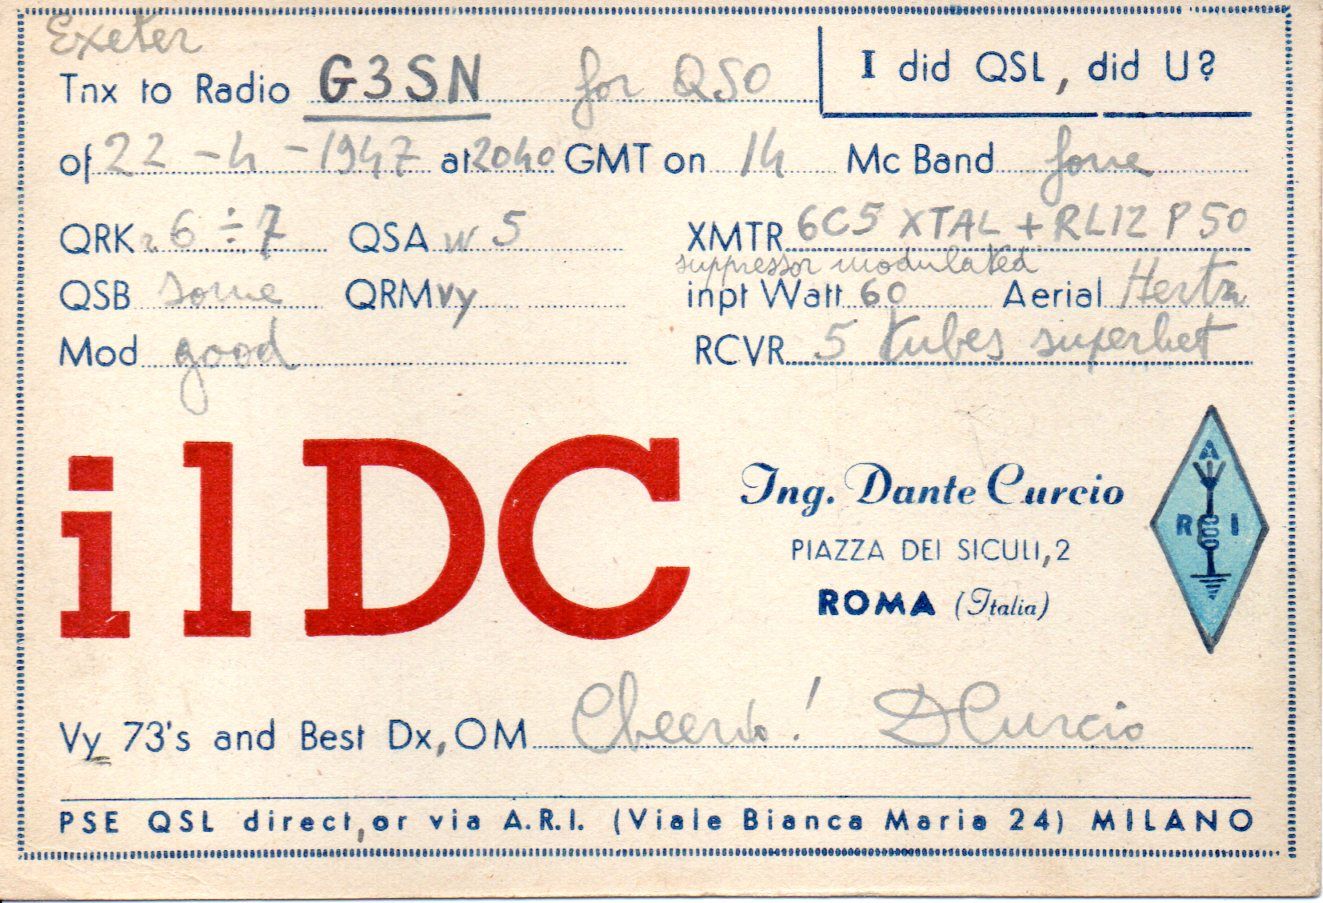 Exeter
Tnx to Radio G3SN for QSO
I did QSL, did U?
of 22-4-1947 at 2040 GMT on 14 Mc Band fone
QRK r 6÷7 QSA w 5
XMTR 6C5 XTAL + RL12 P50
suppressor modulated
QSB some QRM vy
inpt Watt 60 Aerial Hertz
Mod good
RCVR 5 tubes superhet
i1DC
Ing. Dante Curcio
PIAZZA DEI SICULI, 2
ROMA (Italia)
A
R I
Vy 73's and Best Dx, OM Cheerio! DCurcio
PSE QSL direct, or via A.R.I. (Viale Bianca Maria 24) MILANO